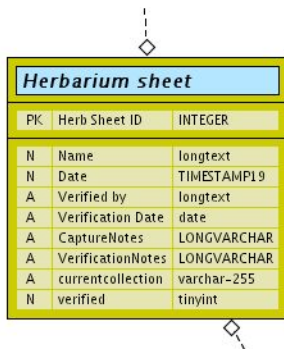 Herbarium sheet
PK Herb Sheet ID INTEGER
N Name longtext
N Date TIMESTAMP19
A Verified by longtext
A Verification Date date
A CaptureNotes LONGVARCHAR
A VerificationNotes LONGVARCHAR
A currentcollection varchar-255
N verified tinyint